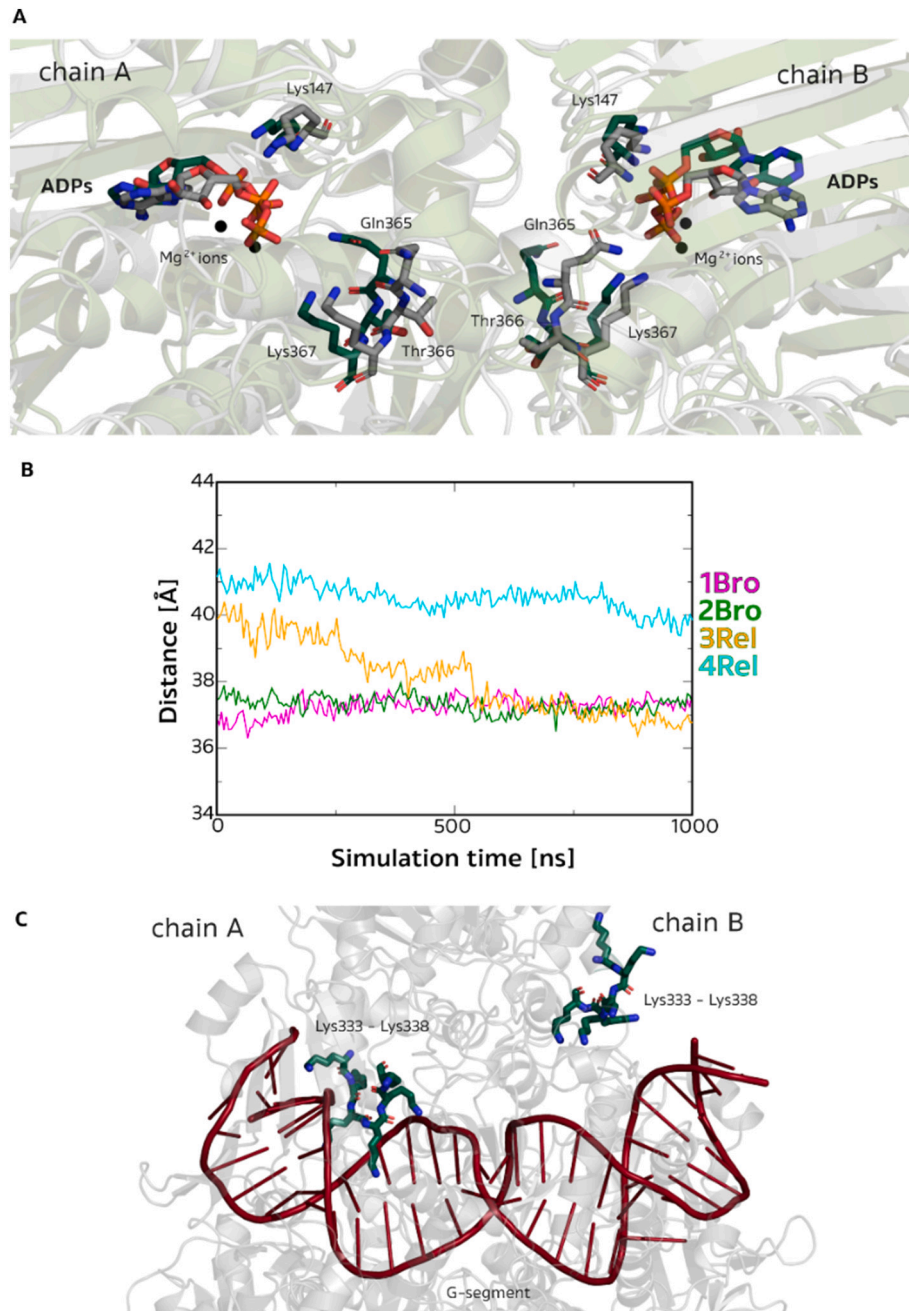 A
chain A
chain B
Lys147
Lys147
ADPs
ADPs
Gln365
Gln365
Mg²⁺ ions
Mg²⁺ ions
Thr366
Lys367
Thr366
Lys367
B
44
42
40
38
36
34
Distance [Å]
0
500
1000
Simulation time [ns]
1Bro
2Bro
3Rel
4Rel
C
chain A
chain B
Lys333 - Lys338
Lys333 - Lys338
G-segment